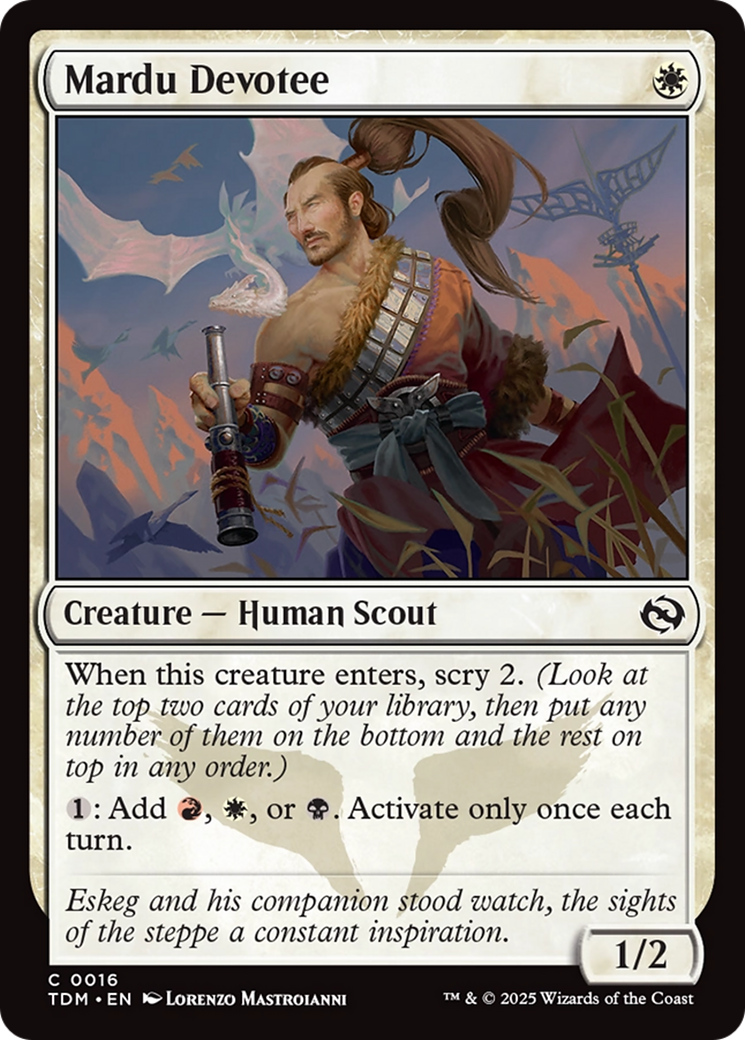 Mardu Devotee
Creature — Human Scout
When this creature enters, scry 2. (Look at
the top two cards of your library, then put any
number of them on the bottom and the rest on
top in any order.)
1: Add , , or . Activate only once each
turn.
Eskeg and his companion stood watch, the sights
of the steppe a constant inspiration.
1/2
C 0016
TDM • EN Lorenzo Mastroianni
™ & © 2025 Wizards of the Coast